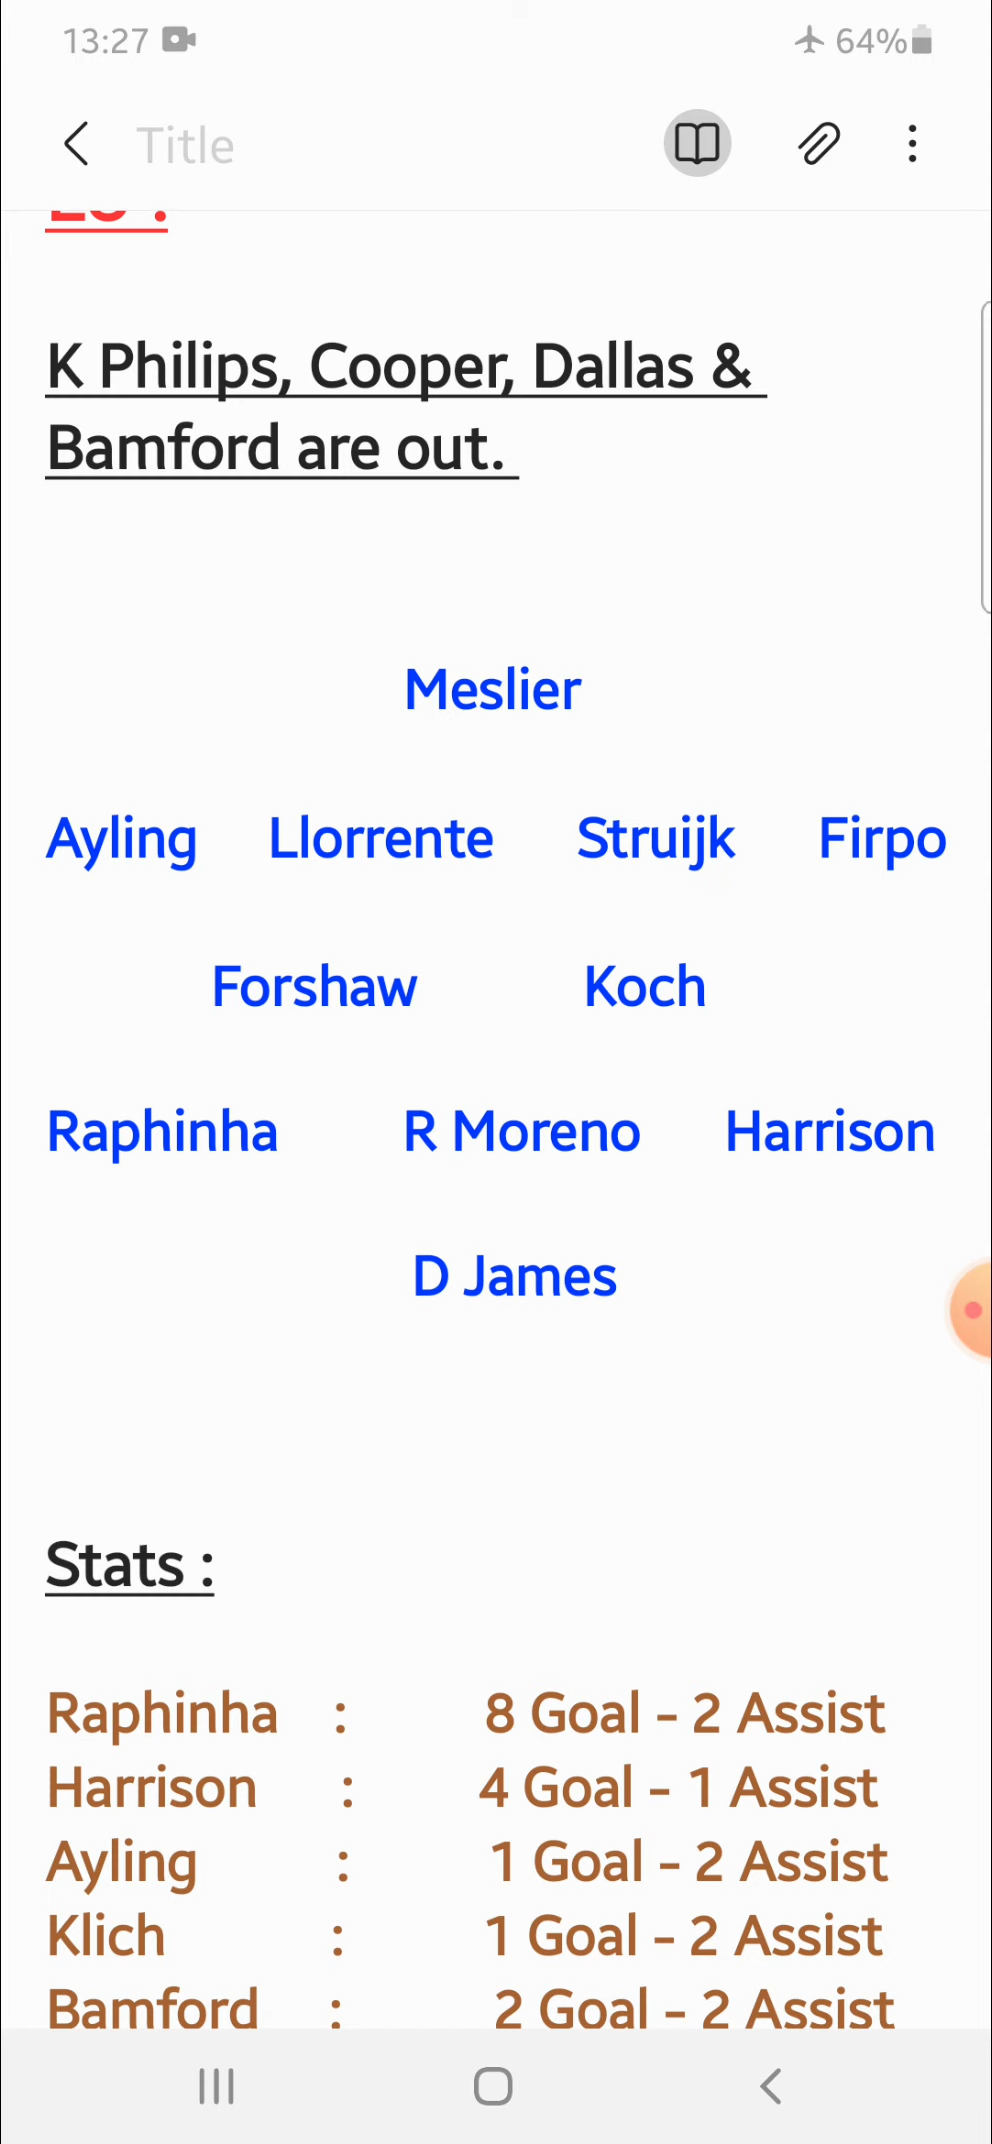 13:27 64%
Title
K Philips, Cooper, Dallas &
Bamford are out.
Meslier
Ayling Llorrente Struijk Firpo
Forshaw Koch
Raphinha R Moreno Harrison
D James
Stats :
Raphinha : 8 Goal - 2 Assist
Harrison : 4 Goal - 1 Assist
Ayling : 1 Goal - 2 Assist
Klich : 1 Goal - 2 Assist
Bamford : 2 Goal - 2 Assist